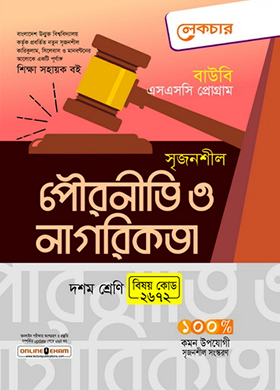 বাংলাদেশ উন্মুক্ত বিশ্ববিদ্যালয়
কর্তৃক প্রবর্তিত নতুন সৃজনশীল
কারিকুলাম, সিলেবাস ও মানবণ্টনের
আলোকে একটি পূর্ণাঙ্গ
শিক্ষা সহায়ক বই
লেকচার
বাউবি
এসএসসি প্রোগ্রাম
সৃজনশীল
পৌরনীতি ও
নাগরিকতা
দশম শ্রেণি
বিষয় কোড
২৬৭২
১০০%
কমন উপযোগী
সৃজনশীল সংস্করণ
ONLINE EXAM